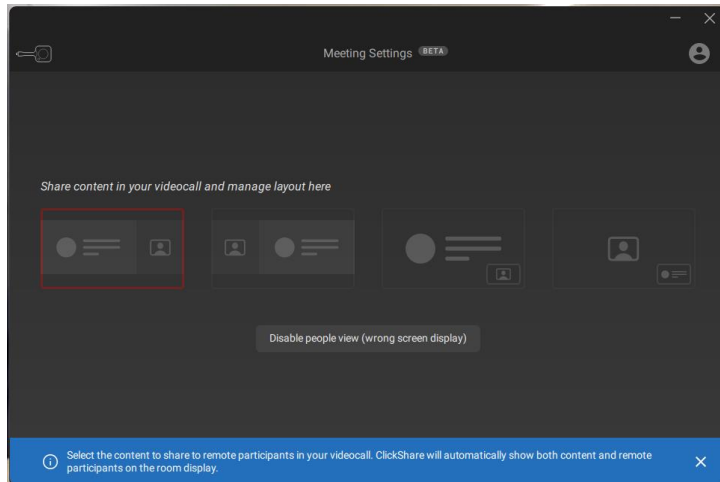 Meeting Settings BETA
Share content in your videocall and manage layout here
Disable people view (wrong screen display)
Select the content to share to remote participants in your videocall. ClickShare will automatically show both content and remote
participants on the room display.